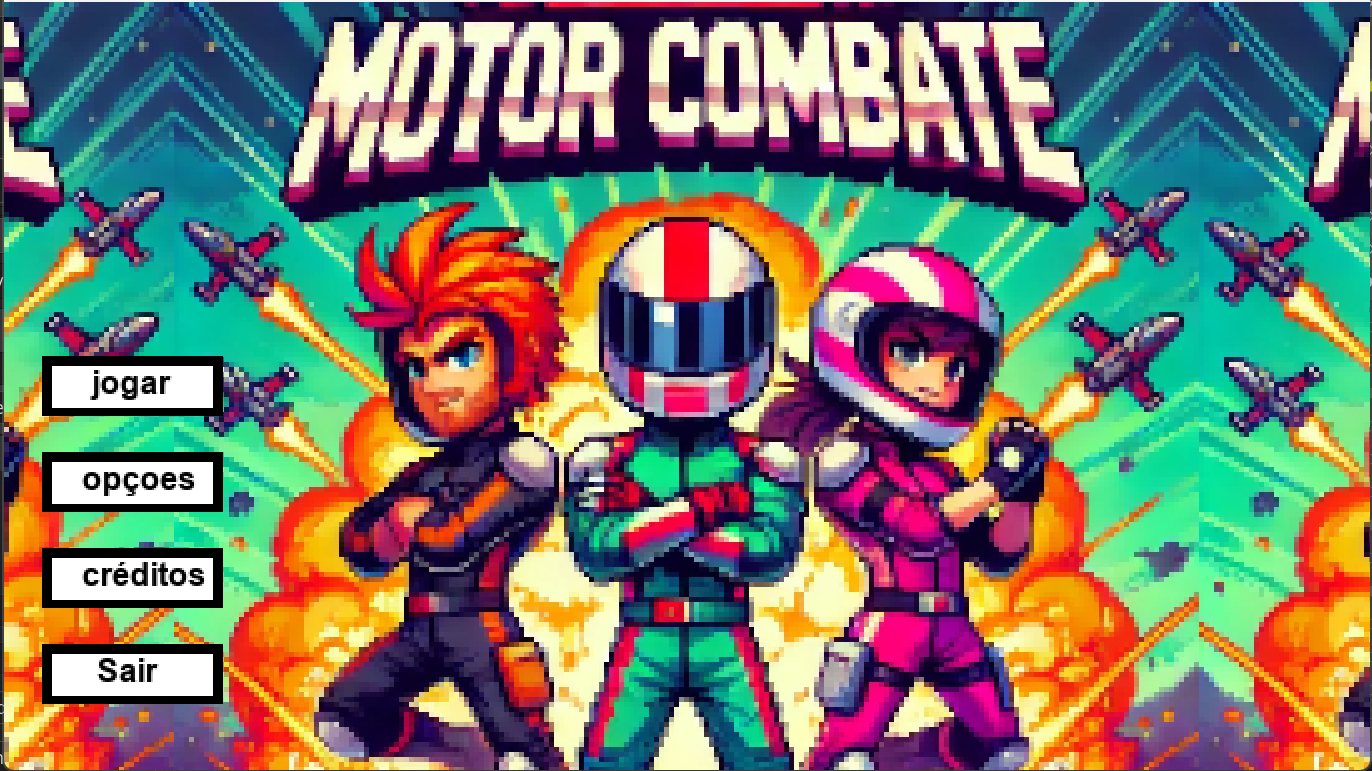 MOTOR COMBATE
jogar
opçoes
créditos
Sair